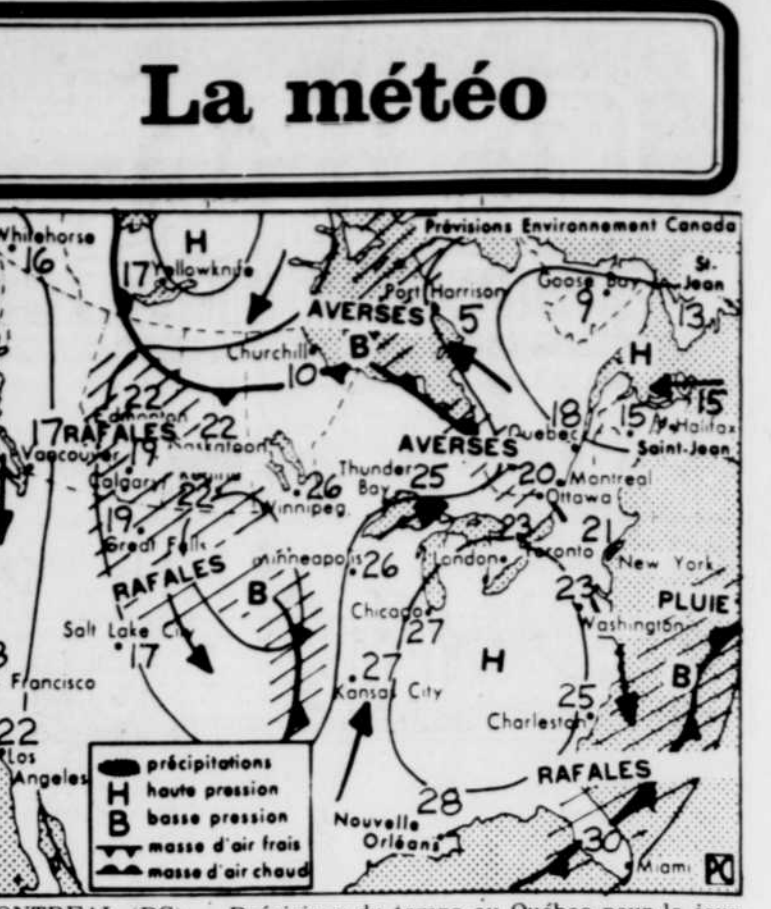 La météo
Prévisions Environnement Canada
Whitehorse
16
H
17
Yellowknife
Port Harrison
5
Goose Bay
9
St-
Jean
13
AVERSES
B
Churchill
10
H
15
22
Edmonton
17
RAFALES
22
Vancouver
19
Calgary
22
AVERSES
18
Quebec
15
Halifax
Saint-Jean
Thunder
Bay
25
20
Montreal
Ottawa
26
Winnipeg
19
Great Falls
23
Toronto
21
New York
London
RAFALES
B
Minneapolis
26
23
Washington
PLUIE
Chicago
27
Salt Lake City
17
H
B
27
Kansas City
Francisco
25
Charleston
22
Los
Angeles
RAFALES
28
Nouvelle
Orléans
30
Miami
précipitations
H haute pression
B basse pression
masse d'air frais
masse d'air chaud